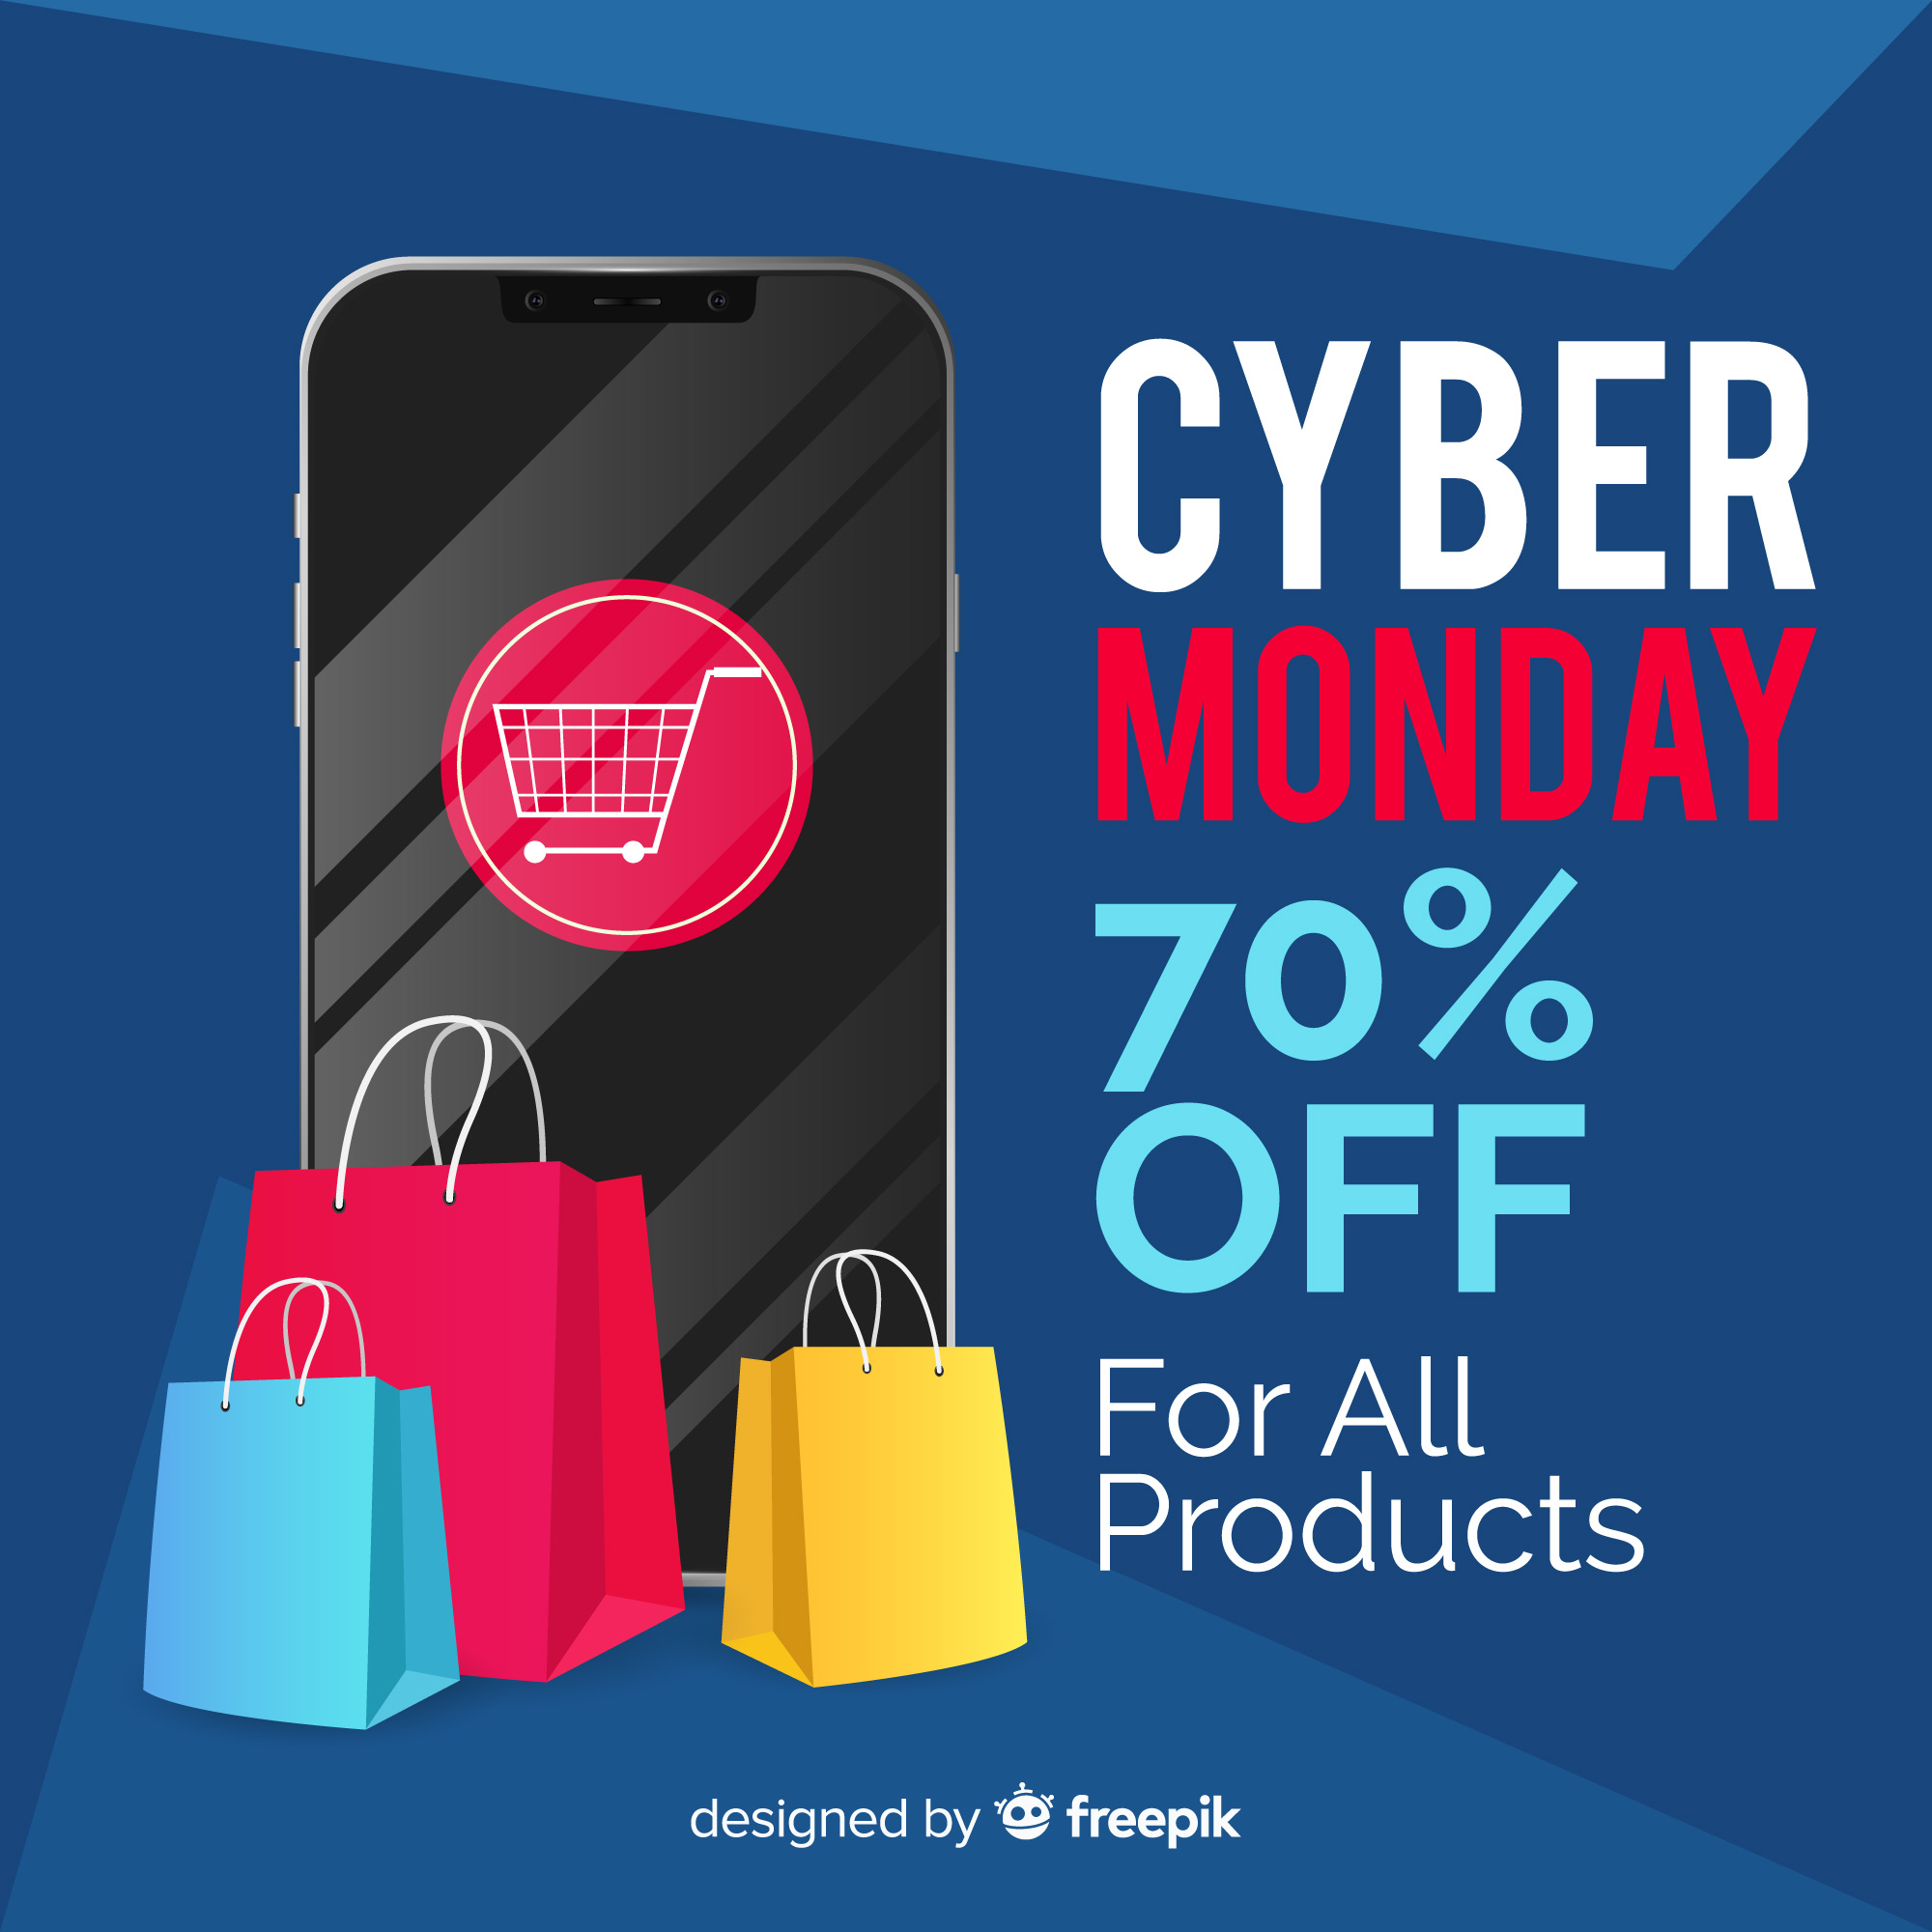 CYBER
MONDAY
70%
OFF
For All
Products
designed by freepik